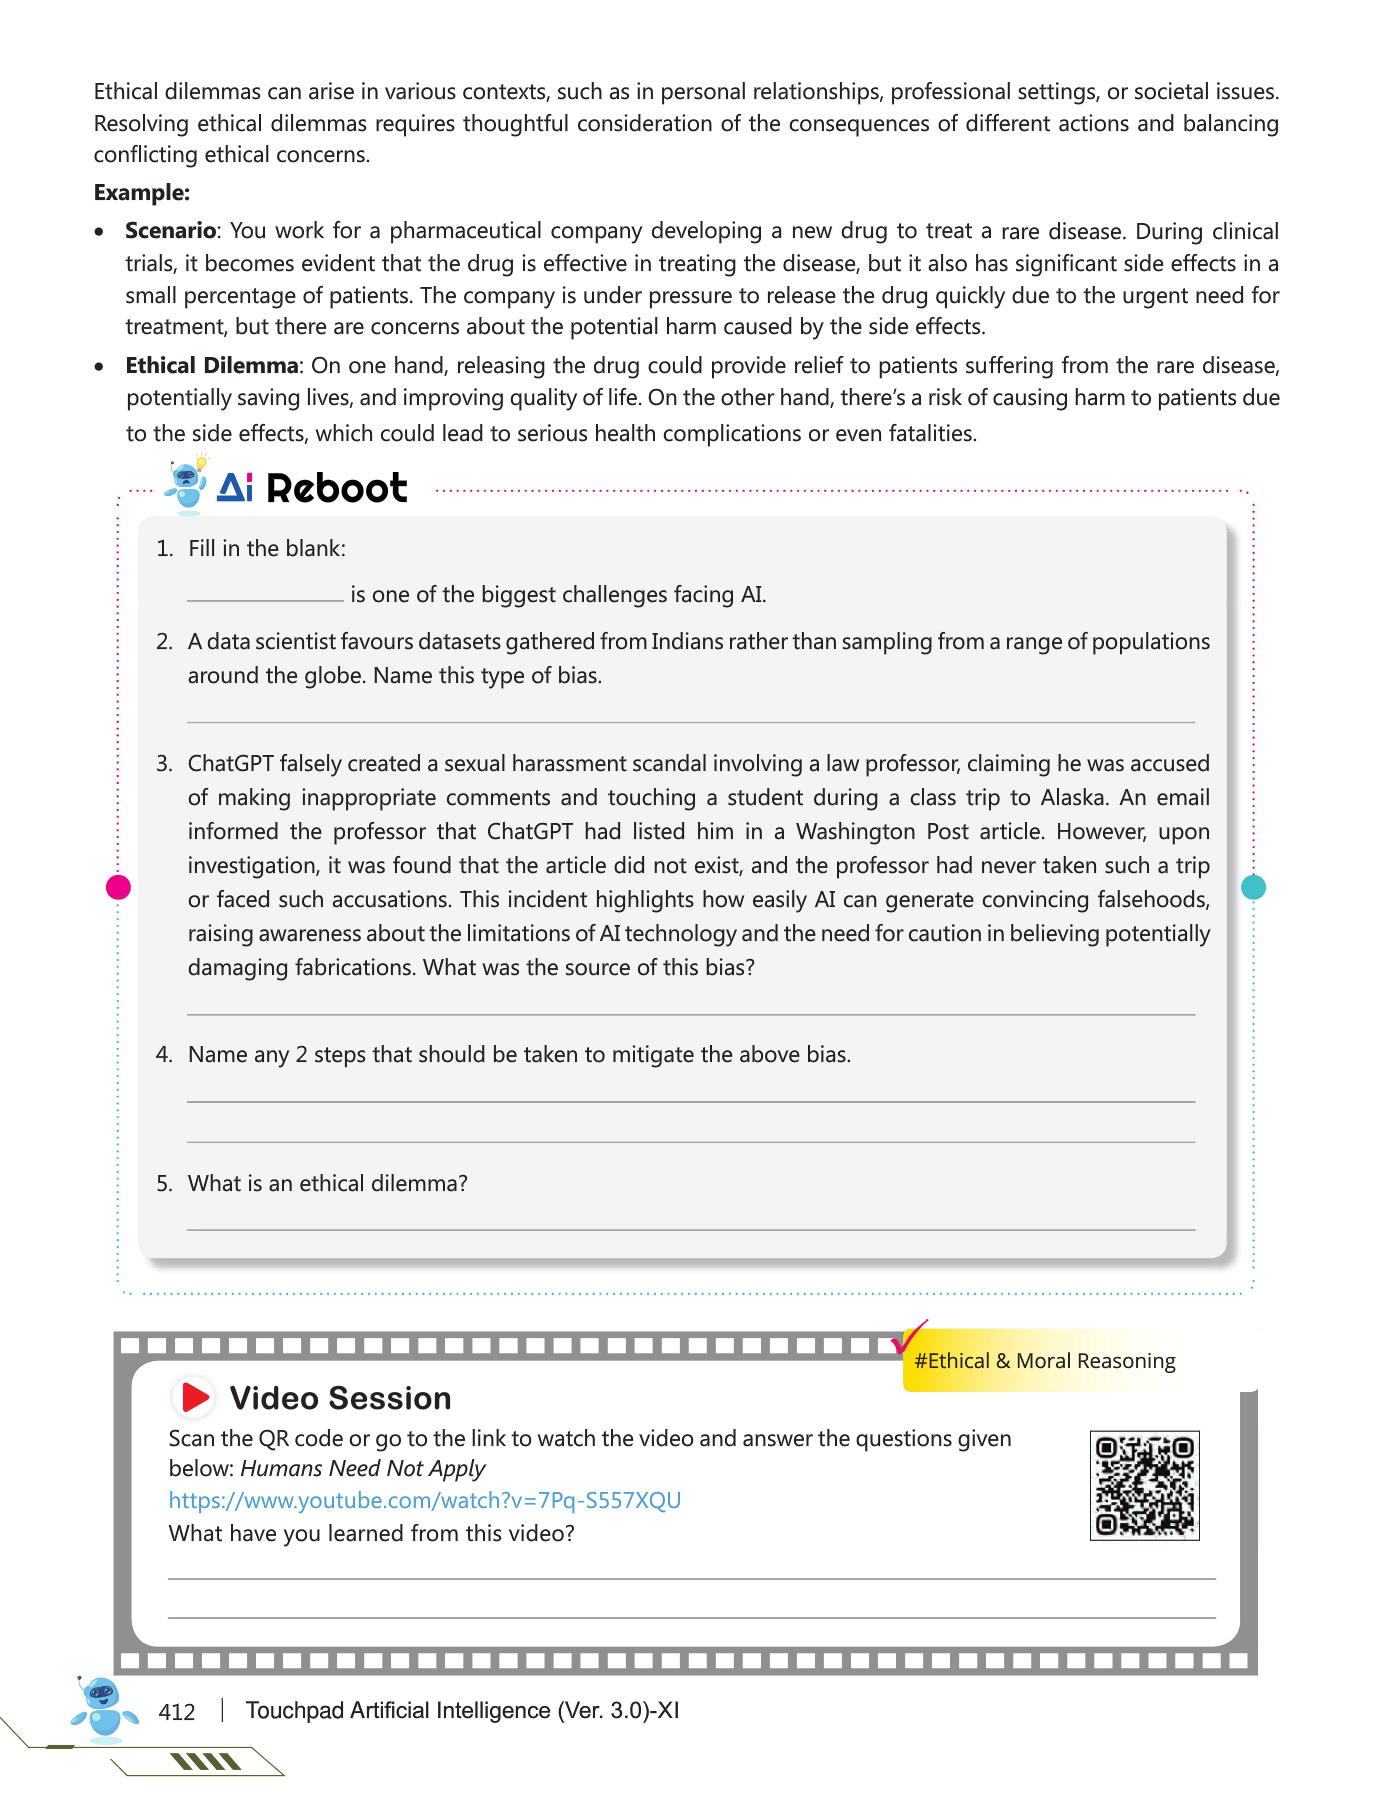 Ethical dilemmas can arise in various contexts, such as in personal relationships, professional settings, or societal issues.
Resolving ethical dilemmas requires thoughtful consideration of the consequences of different actions and balancing
conflicting ethical concerns.
Example:
• Scenario: You work for a pharmaceutical company developing a new drug to treat a rare disease. During clinical
trials, it becomes evident that the drug is effective in treating the disease, but it also has significant side effects in a
small percentage of patients. The company is under pressure to release the drug quickly due to the urgent need for
treatment, but there are concerns about the potential harm caused by the side effects.
• Ethical Dilemma: On one hand, releasing the drug could provide relief to patients suffering from the rare disease,
potentially saving lives, and improving quality of life. On the other hand, there's a risk of causing harm to patients due
to the side effects, which could lead to serious health complications or even fatalities.
Ai Reboot
1. Fill in the blank:
______________ is one of the biggest challenges facing AI.
2. A data scientist favours datasets gathered from Indians rather than sampling from a range of populations
around the globe. Name this type of bias.
3. ChatGPT falsely created a sexual harassment scandal involving a law professor, claiming he was accused
of making inappropriate comments and touching a student during a class trip to Alaska. An email
informed the professor that ChatGPT had listed him in a Washington Post article. However, upon
investigation, it was found that the article did not exist, and the professor had never taken such a trip
or faced such accusations. This incident highlights how easily AI can generate convincing falsehoods,
raising awareness about the limitations of AI technology and the need for caution in believing potentially
damaging fabrications. What was the source of this bias?
4. Name any 2 steps that should be taken to mitigate the above bias.
5. What is an ethical dilemma?
#Ethical & Moral Reasoning
Video Session
Scan the QR code or go to the link to watch the video and answer the questions given
below: Humans Need Not Apply
https://www.youtube.com/watch?v=7Pq-S557XQU
What have you learned from this video?
412 | Touchpad Artificial Intelligence (Ver. 3.0)-XI